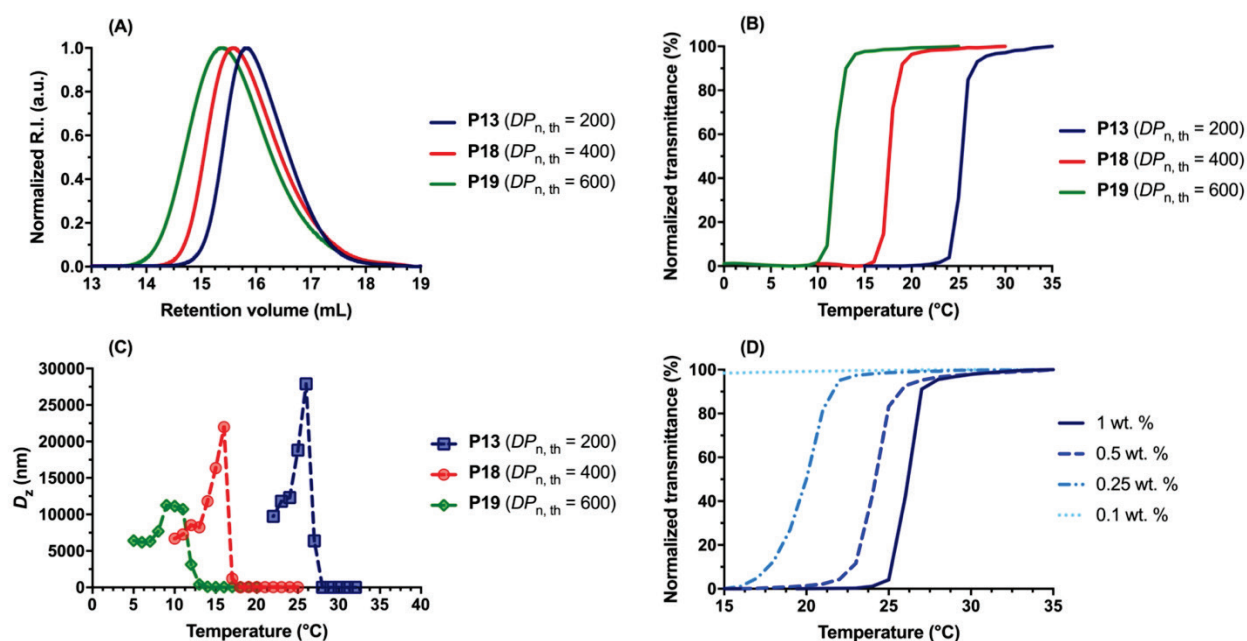 (A)
Normalized R.I. (a.u.)
1.0
0.8
0.6
0.4
0.2
0.0
13 14 15 16 17 18 19
Retention volume (mL)
P13 (DPn, th = 200)
P18 (DPn, th = 400)
P19 (DPn, th = 600)
(B)
Normalized transmittance (%)
100
80
60
40
20
0
0 5 10 15 20 25 30 35
Temperature (°C)
P13 (DPn, th = 200)
P18 (DPn, th = 400)
P19 (DPn, th = 600)
(C)
Dz (nm)
30000
25000
20000
15000
10000
5000
0
0 5 10 15 20 25 30 35 40
Temperature (°C)
P13 (DPn, th = 200)
P18 (DPn, th = 400)
P19 (DPn, th = 600)
(D)
Normalized transmittance (%)
100
80
60
40
20
0
15 20 25 30 35
Temperature (°C)
1 wt. %
0.5 wt. %
0.25 wt. %
0.1 wt. %